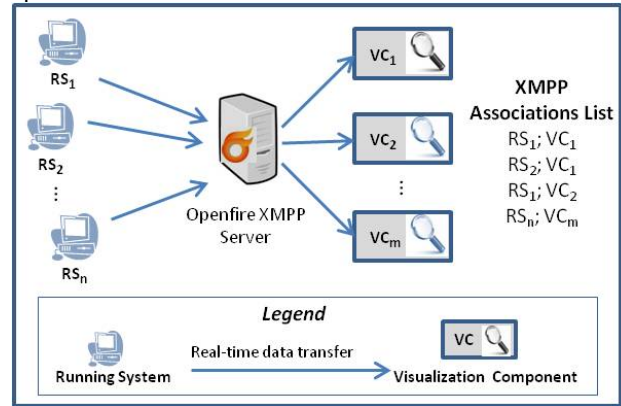 RS1
RS2
⋮
RSn
Openfire XMPP
Server
VC1
VC2
⋮
VCm
XMPP
Associations List
RS1; VC1
RS2; VC1
RS1; VC2
RSn; VCm
Legend
Running System
Real-time data transfer
VC
Visualization Component